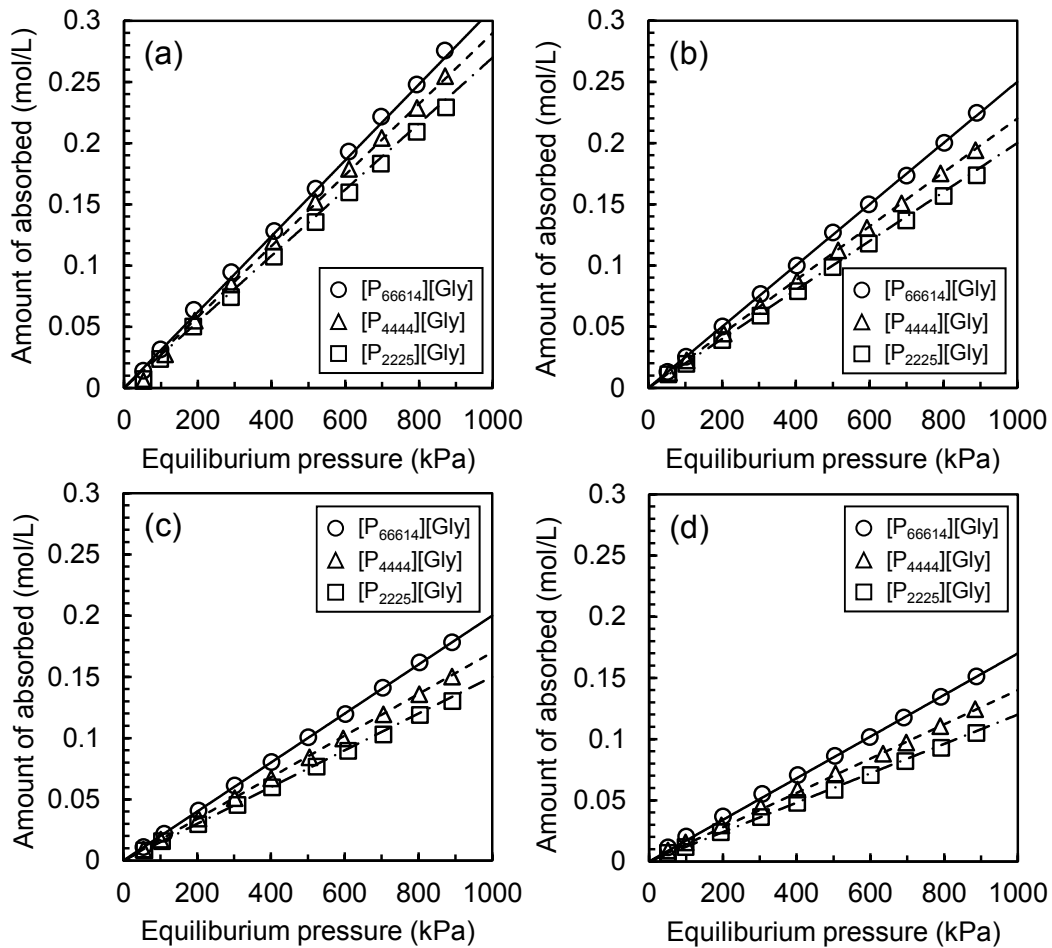 (a)
Amount of absorbed (mol/L)
0.3
0.25
0.2
0.15
0.1
0.05
0
[P66614][Gly]
[P4444][Gly]
[P2225][Gly]
0 200 400 600 800 1000
Equiliburium pressure (kPa)
(b)
Amount of absorbed (mol/L)
0.3
0.25
0.2
0.15
0.1
0.05
0
[P66614][Gly]
[P4444][Gly]
[P2225][Gly]
0 200 400 600 800 1000
Equiliburium pressure (kPa)
(c)
Amount of absorbed (mol/L)
0.3
0.2
0.2
0.1
0.1
0.05
0
[P66614][Gly]
[P4444][Gly]
[P2225][Gly]
0 200 400 600 800 1000
Equiliburium pressure (kPa)
(d)
Amount of absorbed (mol/L)
0.3
0.2
0.2
0.1
0.1
0.05
0
[P66614][Gly]
[P4444][Gly]
[P2225][Gly]
0 200 400 600 800 1000
Equiliburium pressure (kPa)